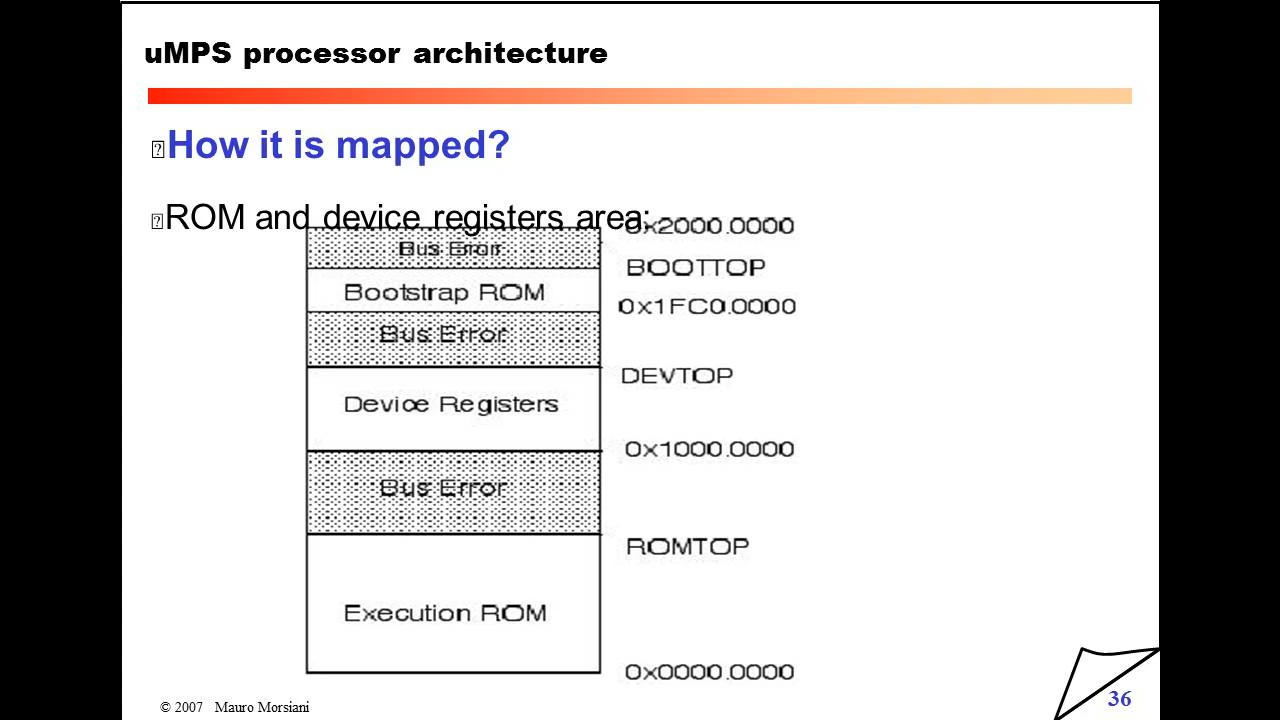 uMPS processor architecture
How it is mapped?
ROM and device registers area:
0x2000.0000
Bus Error
BOOTTOP
Bootstrap ROM
0x1FC0.0000
Bus Error
DEVTOP
Device Registers
0x1000.0000
Bus Error
ROMTOP
Execution ROM
0x0000.0000
© 2007 Mauro Morsiani
36